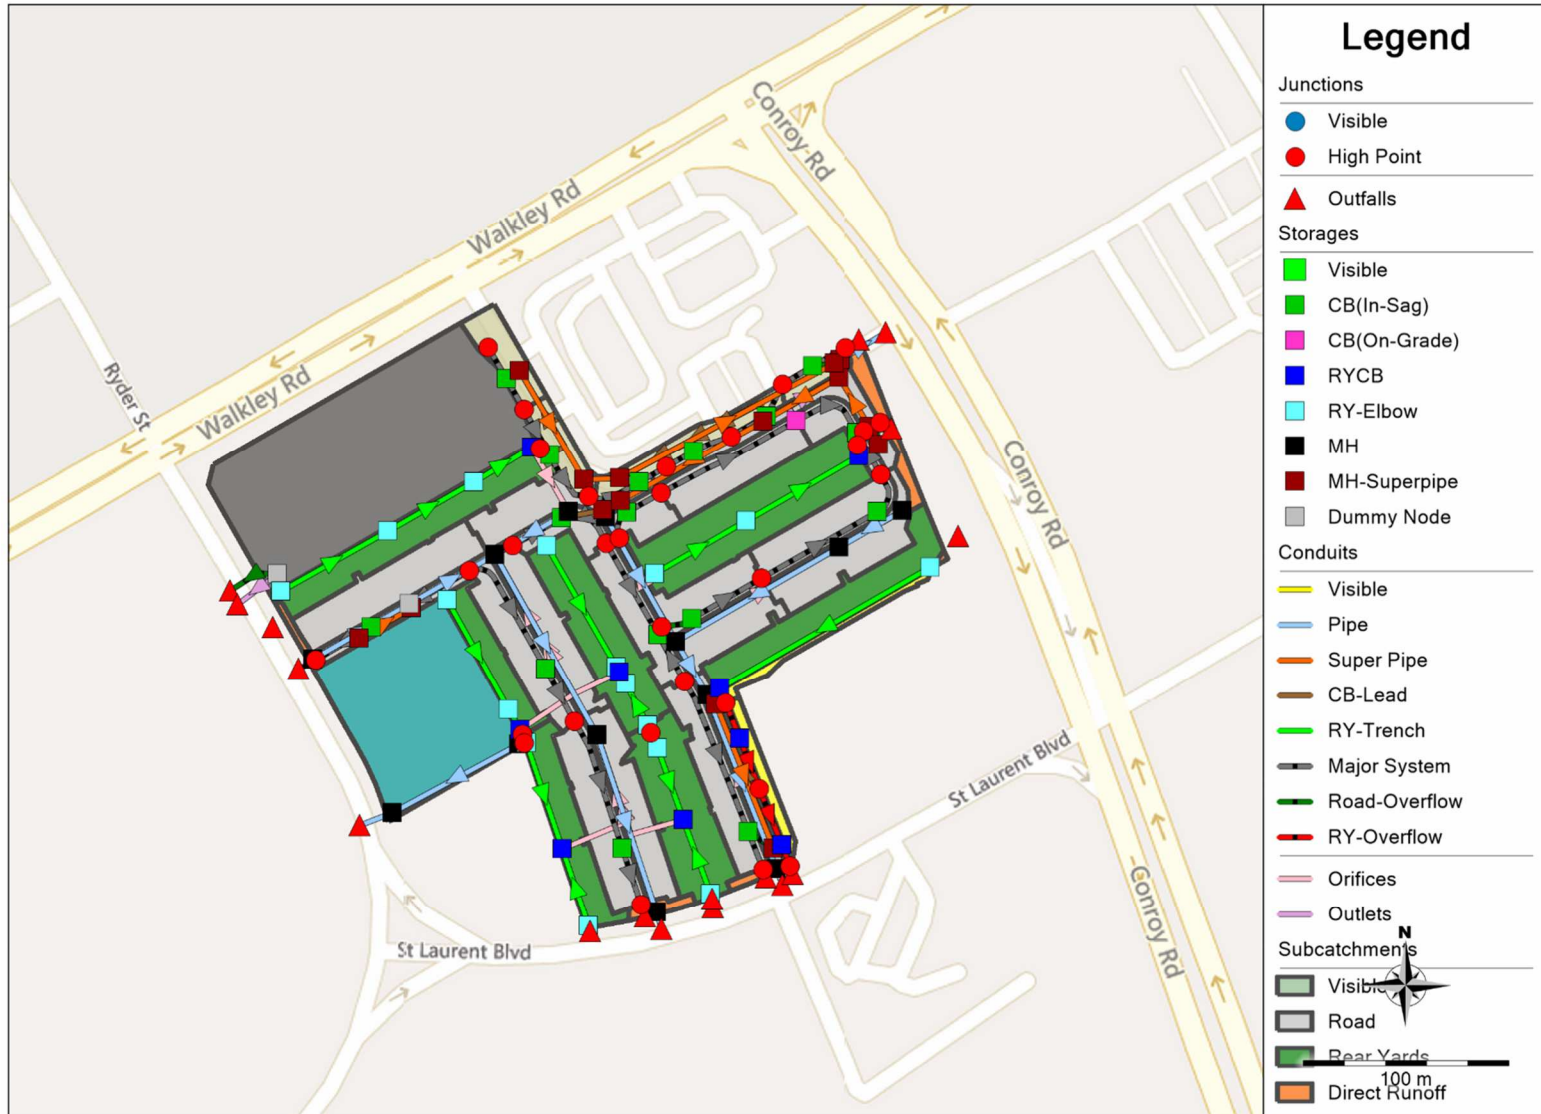 Legend
Junctions
Visible
High Point
Outfalls
Storages
Visible
CB(In-Sag)
CB(On-Grade)
RYCB
RY-Elbow
MH
MH-Superpipe
Dummy Node
Conduits
Visible
Pipe
Super Pipe
CB-Lead
RY-Trench
Major System
Road-Overflow
RY-Overflow
Orifices
Outlets
Subcatchments
N
Visible
Road
Rear Yards
100 m
Direct Runoff
Conroy Rd
Walkley Rd
Ryder St
Walkley Rd
Conroy Rd
St Laurent Blvd
Conroy Rd
St Laurent Blvd